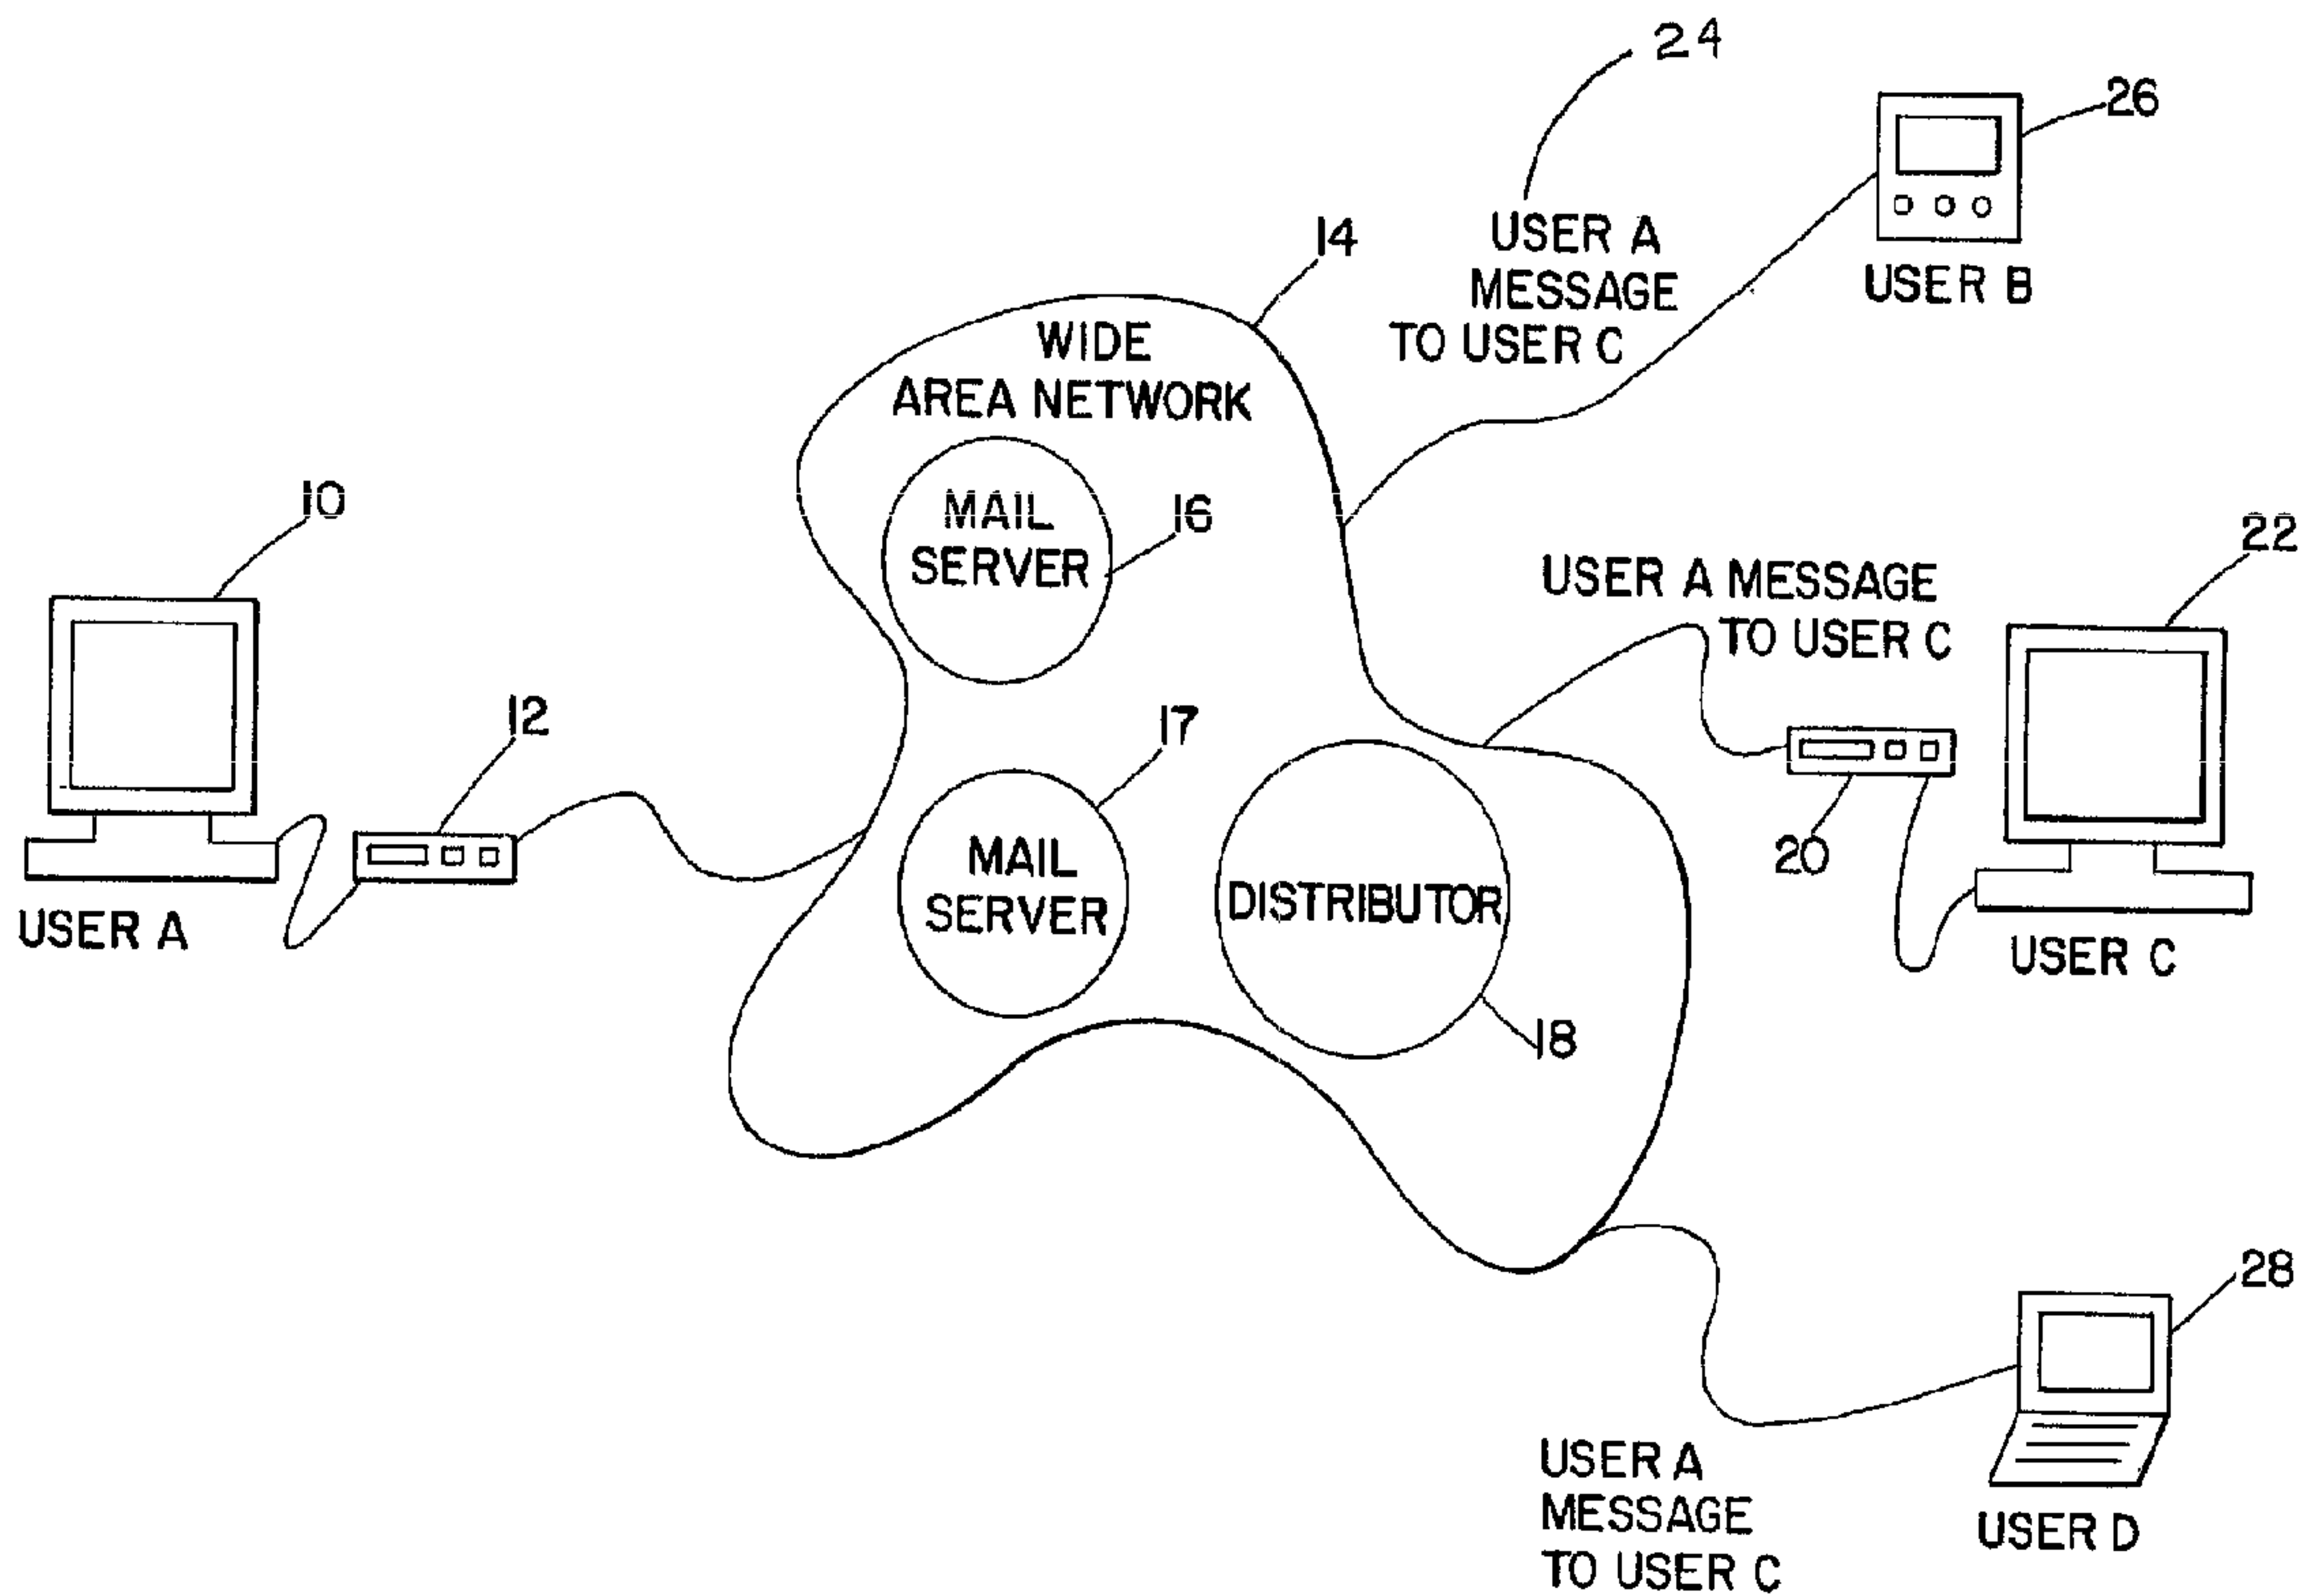 24
26
USER A
MESSAGE
TO USER C
USER B
14
WIDE
AREA NETWORK
10
MAIL
SERVER
16
22
USER A MESSAGE
TO USER C
12
17
MAIL
SERVER
DISTRIBUTOR
20
USER A
USER C
18
28
USER A
MESSAGE
TO USER C
USER D